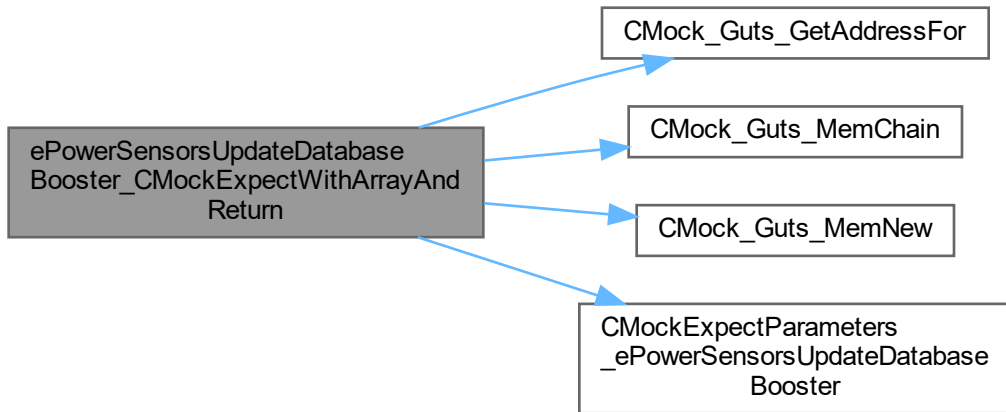 ePowerSensorsUpdateDatabase
Booster_CMockExpectWithArrayAnd
Return
CMock_Guts_GetAddressFor
CMock_Guts_MemChain
CMock_Guts_MemNew
CMockExpectParameters
_ePowerSensorsUpdateDatabase
Booster